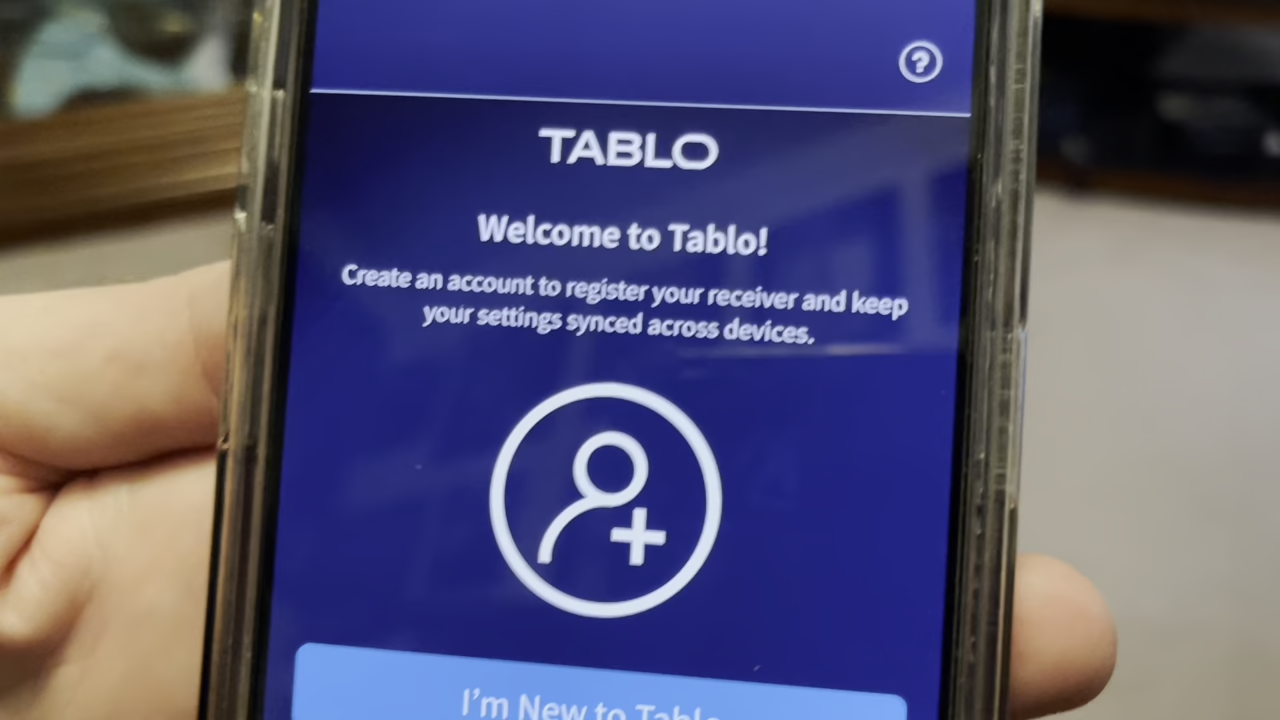 ?
TABLO
Welcome to Tablo!
Create an account to register your receiver and keep
your settings synced across devices.
I'm New to Tablo